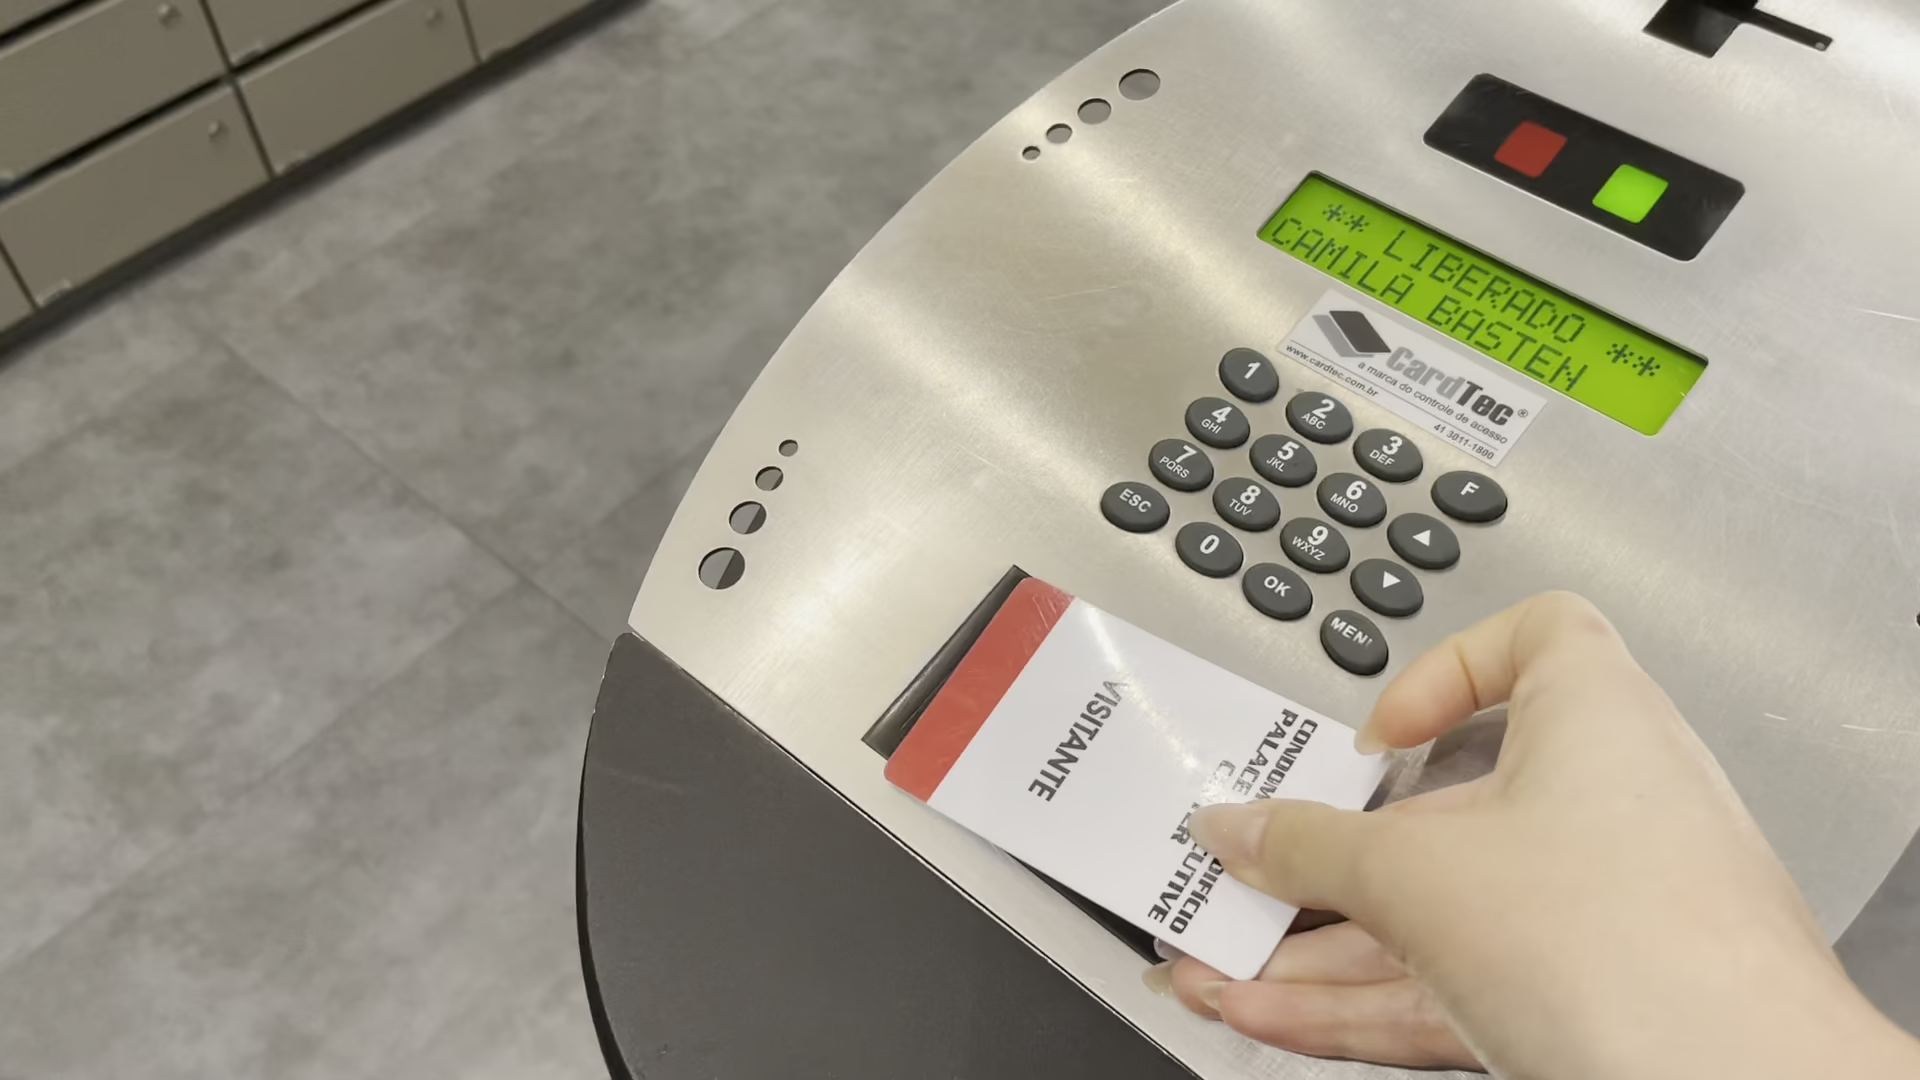 ** LIBERADO **
CAMILA BASTEN
CardTec®
a marca do controle de acesso
www.cardtec.com.br
41 3011-1800
1
2 ABC
3 DEF
F
4 GHI
5 JKL
6 MNO
▲
7 PQRS
8 TUV
9 WXYZ
▼
ESC
0
OK
MENU
VISITANTE
PALACE